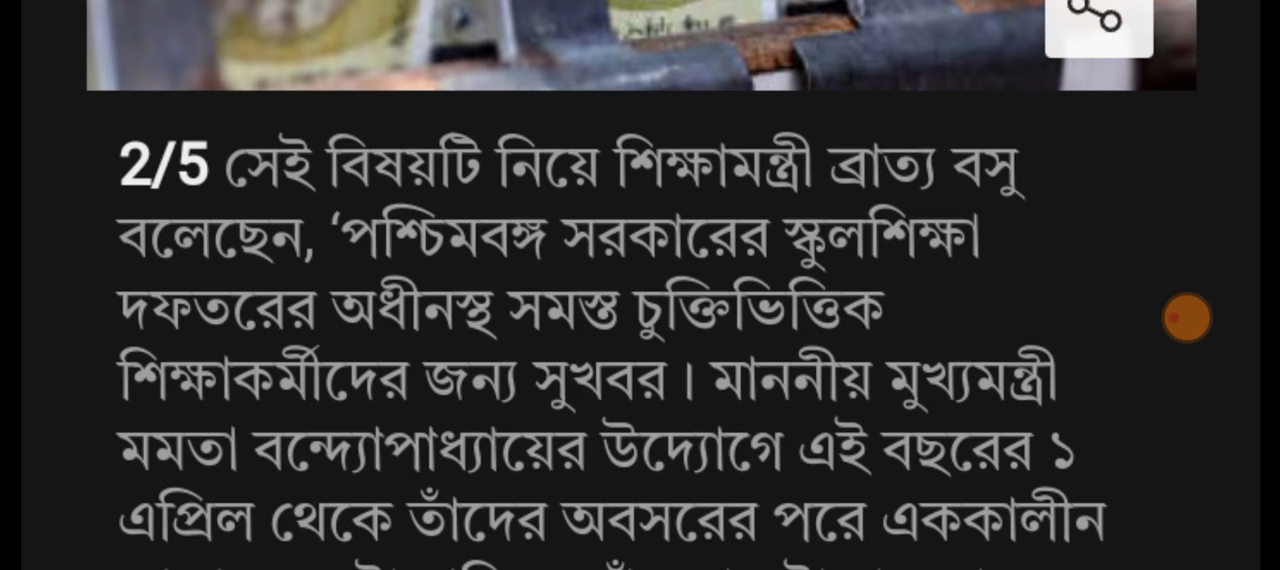 2/5 সেই বিষয়টি নিয়ে শিক্ষামন্ত্রী ব্রাত্য বসু
বলেছেন, ‘পশ্চিমবঙ্গ সরকারের স্কুলশিক্ষা
দফতরের অধীনস্থ সমস্ত চুক্তিভিত্তিক
শিক্ষাকর্মীদের জন্য সুখবর। মাননীয় মুখ্যমন্ত্রী
মমতা বন্দ্যোপাধ্যায়ের উদ্যোগে এই বছরের ১
এপ্রিল থেকে তাঁদের অবসরের পরে এককালীন